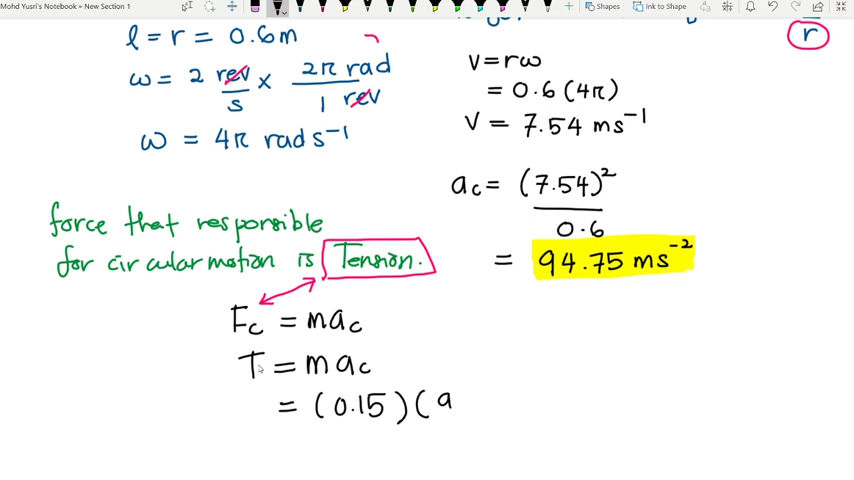 Mohd Yusri's Notebook » New Section 1
Shapes Ink to Shape
l = r = 0.6m
ω = 2 rev/s × 2π rad/1 rev
ω = 4π rad s⁻¹
force that responsible
for circular motion is Tension.
Fc = mac
T = mac
= (0.15)(9
r
v = rω
= 0.6 (4π)
v = 7.54 ms⁻¹
ac = (7.54)²/0.6
= 94.75 ms⁻²